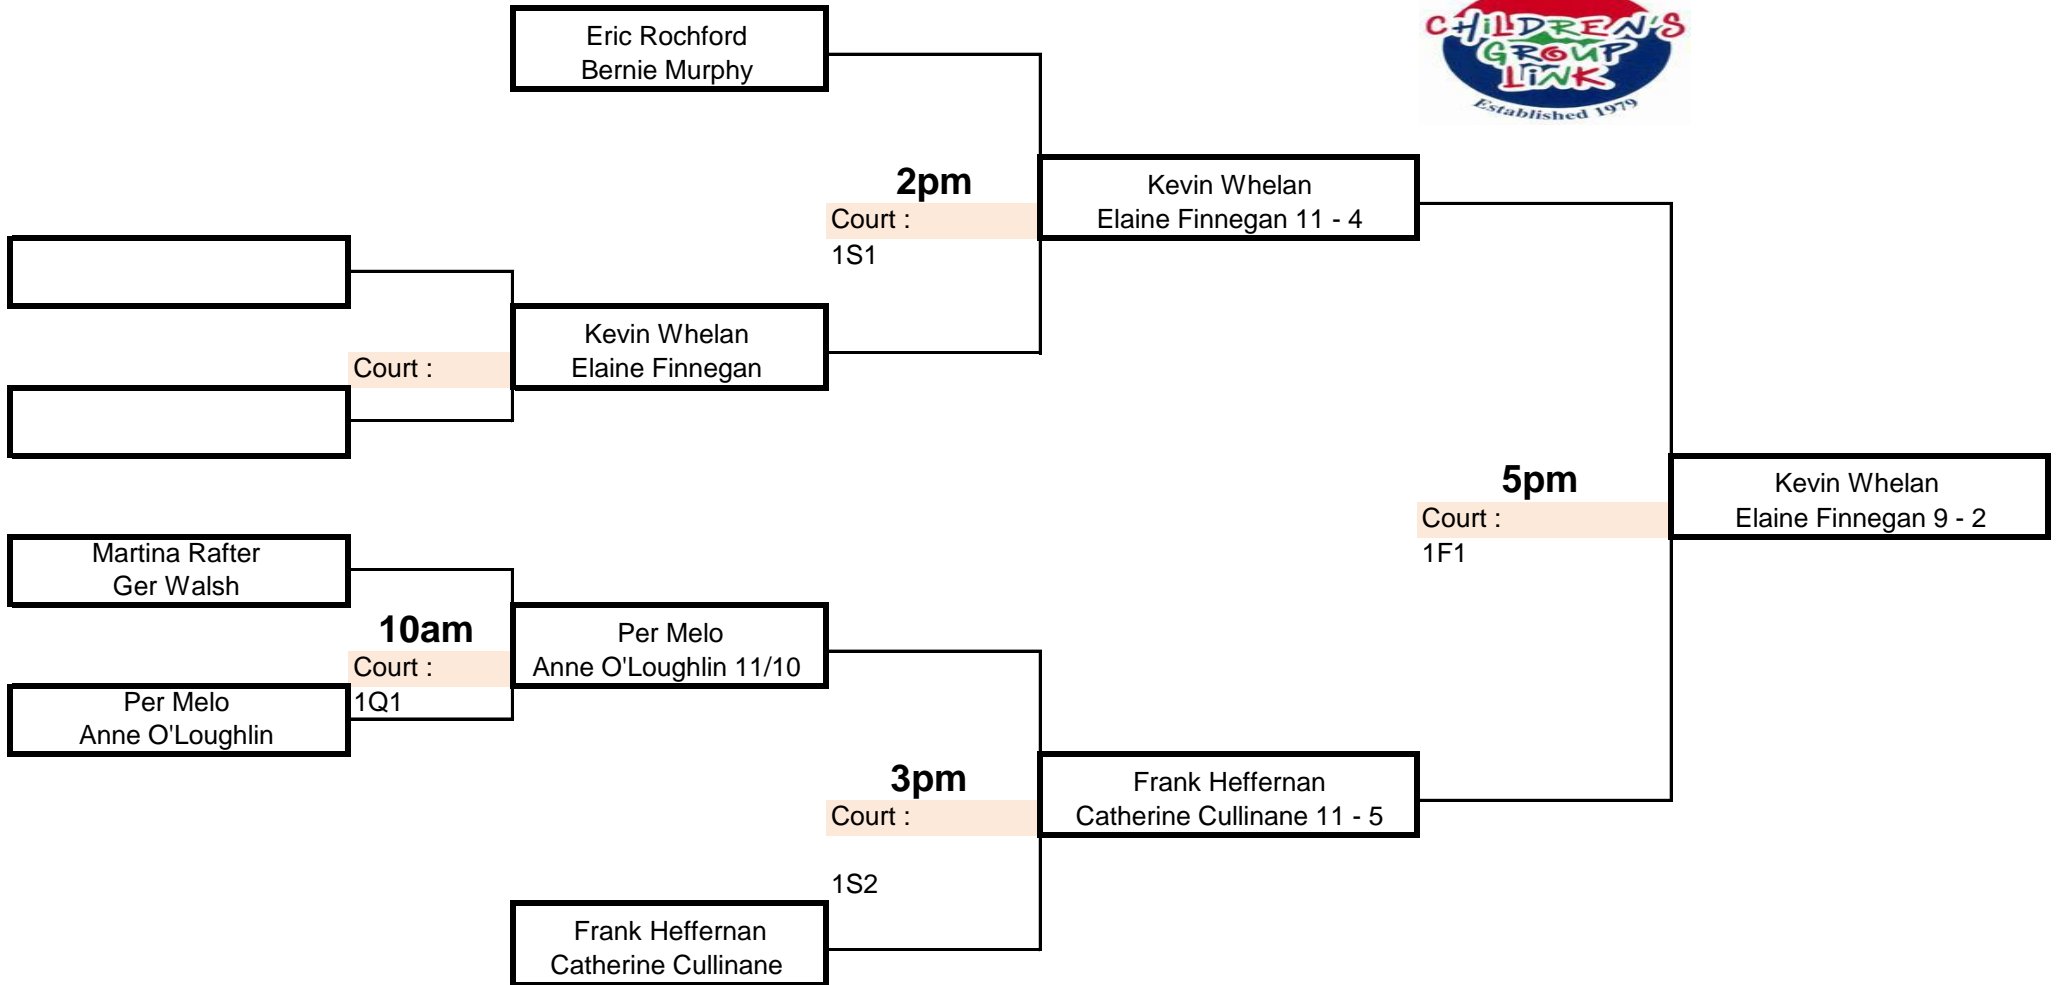 Eric Rochford
Bernie Murphy
CHiLDREN'S
GROUP
LiNK
Established 1979
2pm
Court :
1S1
Kevin Whelan
Elaine Finnegan 11 - 4
Court :
Kevin Whelan
Elaine Finnegan
5pm
Court :
1F1
Kevin Whelan
Elaine Finnegan 9 - 2
Martina Rafter
Ger Walsh
10am
Court :
1Q1
Per Melo
Anne O'Loughlin 11/10
Per Melo
Anne O'Loughlin
3pm
Court :
1S2
Frank Heffernan
Catherine Cullinane 11 - 5
Frank Heffernan
Catherine Cullinane